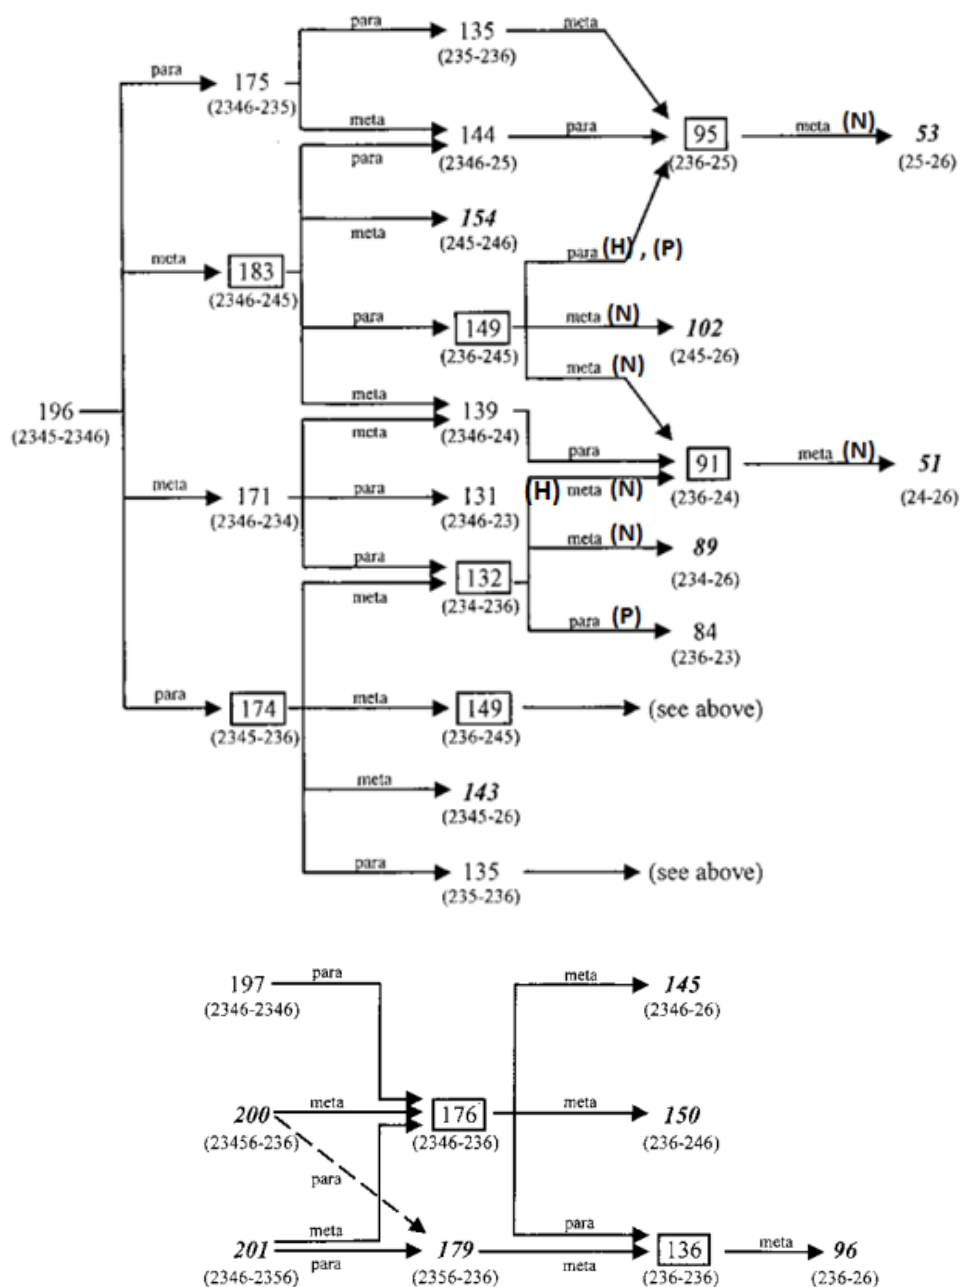 para
135
meta
(235-236)
para
175
(2346-235)
meta
144
para
95
meta (N)
53
para
(2346-25)
(236-25)
(25-26)
154
meta
(245-246)
para (H) , (P)
meta
183
(2346-245)
para
149
meta (N)
102
(236-245)
(245-26)
meta (N)
meta
139
196
(2345-2346)
meta
(2346-24)
para
91
meta (N)
51
(236-24)
(24-26)
meta
171
para
131
(H) meta (N)
(2346-234)
(2346-23)
meta (N)
89
para
132
(234-26)
meta
(234-236)
para (P)
84
(236-23)
para
174
meta
149
(see above)
(2345-236)
(236-245)
meta
143
(2345-26)
para
135
(see above)
(235-236)
197
para
meta
145
(2346-2346)
(2346-26)
200
meta
176
meta
150
(23456-236)
(2346-236)
(236-246)
para
meta
para
201
179
136
meta
96
(2346-2356)
para
(2356-236)
meta
(236-236)
(236-26)